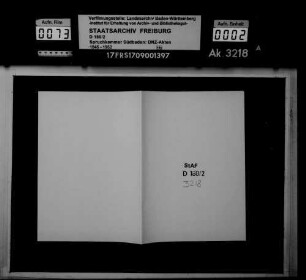 Aufn. Film
0073
Verfilmungsstelle: Landesarchiv Baden-Württemberg
-Institut für Erhaltung von Archiv- und Bibliotheksgut-
STAATSARCHIV FREIBURG
D 180/2
Spruchkammer Südbaden: DNZ-Akten
17FR51709001397
Aufn. Einheit
0002
Ak 3218 A
StAF
D 180/2
3218